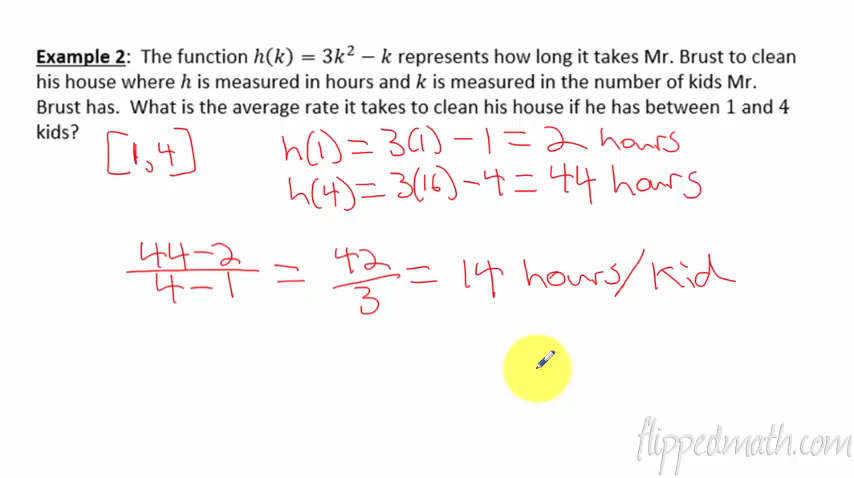 Example 2: The function h(k) = 3k² − k represents how long it takes Mr. Brust to clean
his house where h is measured in hours and k is measured in the number of kids Mr.
Brust has. What is the average rate it takes to clean his house if he has between 1 and 4
kids?
[1,4]
h(1) = 3(1) − 1 = 2 hours
h(4) = 3(16) − 4 = 44 hours
44−2/4−1 = 42/3 = 14 hours/kid
flippedmath.com